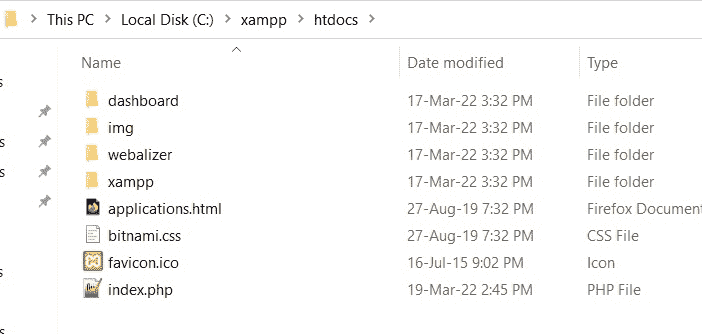 This PC > Local Disk (C:) > xampp > htdocs >
Name Date modified Type
dashboard 17-Mar-22 3:32 PM File folder
img 17-Mar-22 3:32 PM File folder
webalizer 17-Mar-22 3:32 PM File folder
xampp 17-Mar-22 3:32 PM File folder
applications.html 27-Aug-19 7:32 PM Firefox Document
bitnami.css 27-Aug-19 7:32 PM CSS File
favicon.ico 16-Jul-15 9:02 PM Icon
index.php 19-Mar-22 2:45 PM PHP File